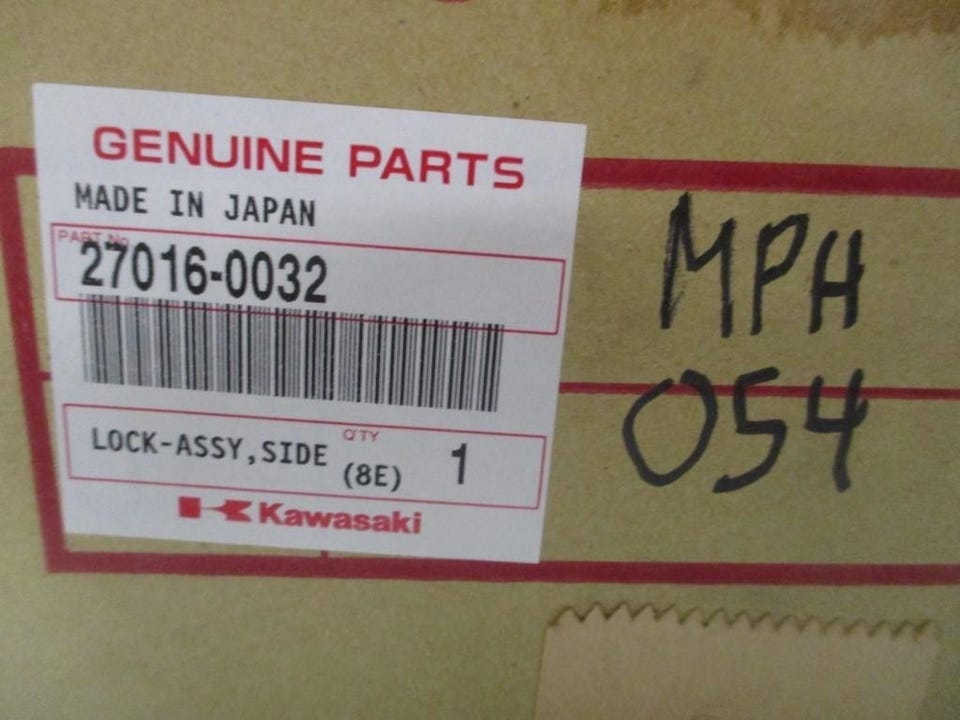 GENUINE PARTS
MADE IN JAPAN
PART No.
27016-0032
LOCK-ASSY,SIDE
Q'TY
(8E)
1
Kawasaki
MPH
054